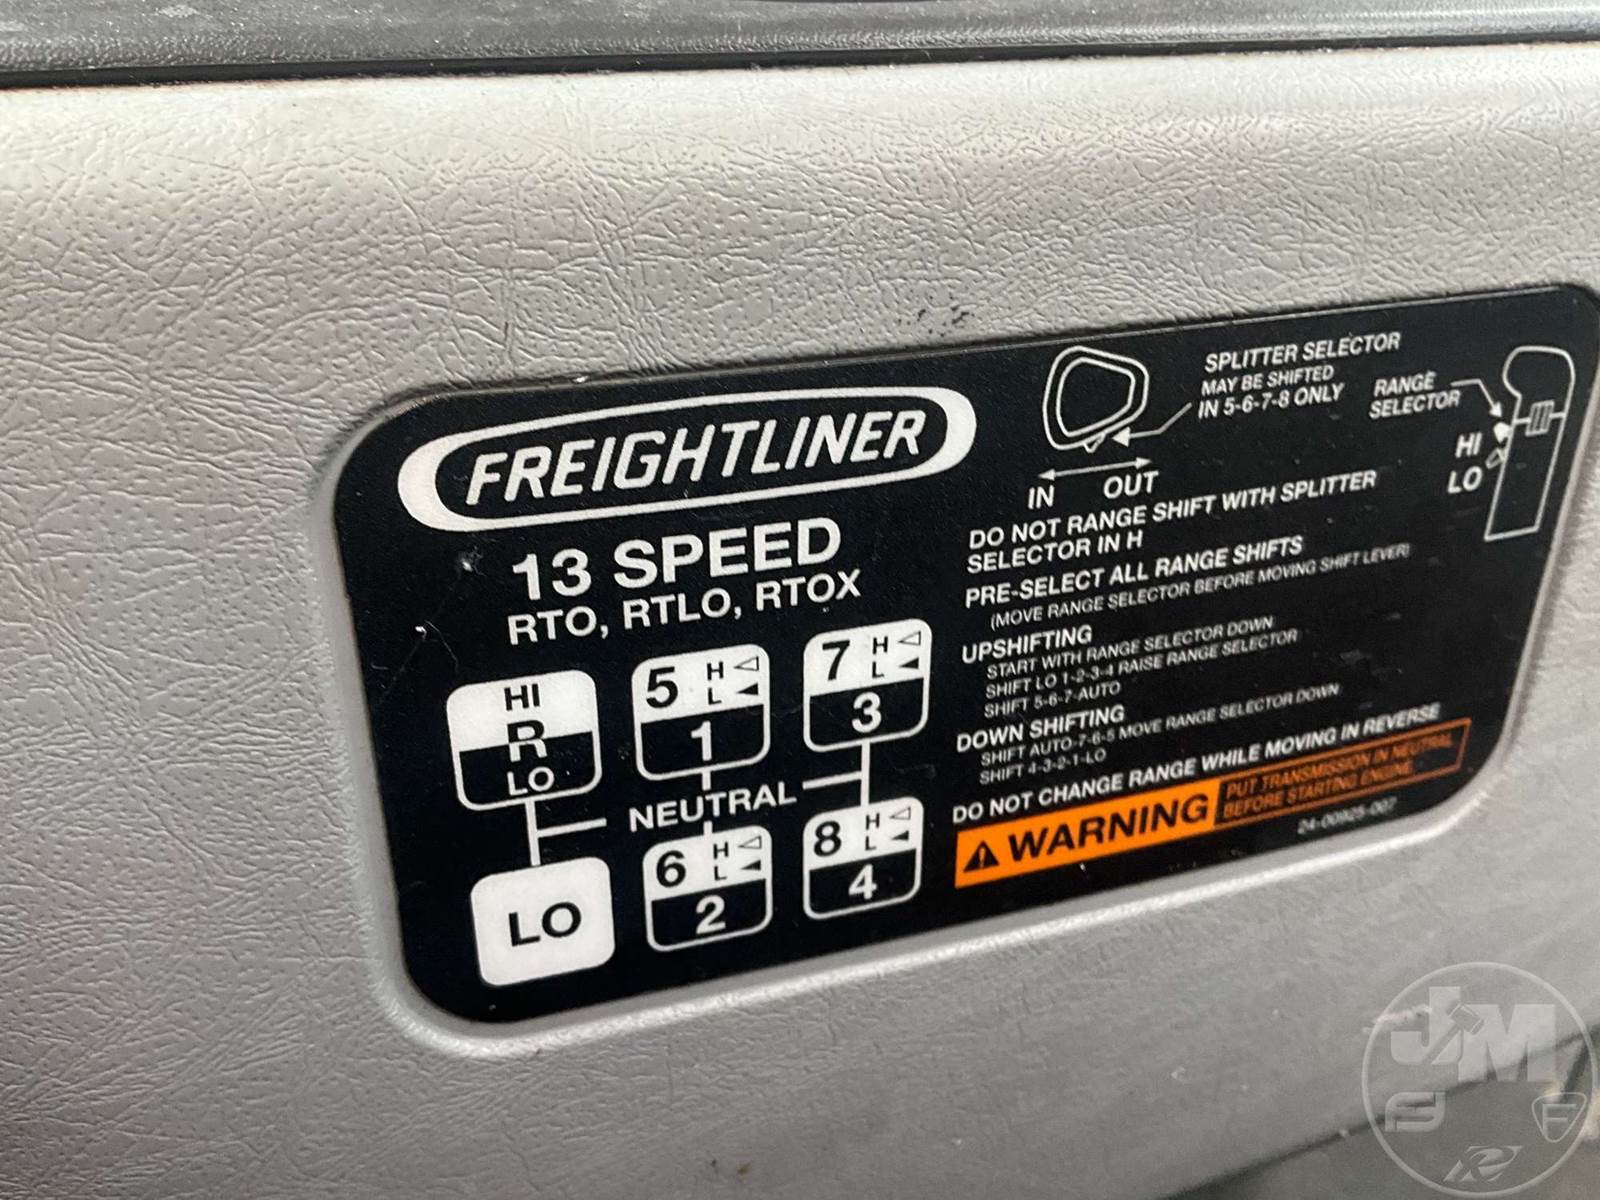 FREIGHTLINER
13 SPEED
RTO, RTLO, RTOX
HI
R
LO
5 H
L
1
7 H
L
3
NEUTRAL
LO
6 H
L
2
8 H
L
4
SPLITTER SELECTOR
MAY BE SHIFTED
IN 5-6-7-8 ONLY
RANGE
SELECTOR
HI
LO
IN OUT
DO NOT RANGE SHIFT WITH SPLITTER
SELECTOR IN H
PRE-SELECT ALL RANGE SHIFTS
(MOVE RANGE SELECTOR BEFORE MOVING SHIFT LEVER)
UPSHIFTING
START WITH RANGE SELECTOR DOWN
SHIFT LO 1-2-3-4 RAISE RANGE SELECTOR
SHIFT 5-6-7-AUTO
DOWN SHIFTING
SHIFT AUTO-7-6-5 MOVE RANGE SELECTOR DOWN
SHIFT 4-3-2-1-LO
DO NOT CHANGE RANGE WHILE MOVING IN REVERSE
WARNING
PUT TRANSMISSION IN NEUTRAL
BEFORE STARTING ENGINE
24-00925-007
JM